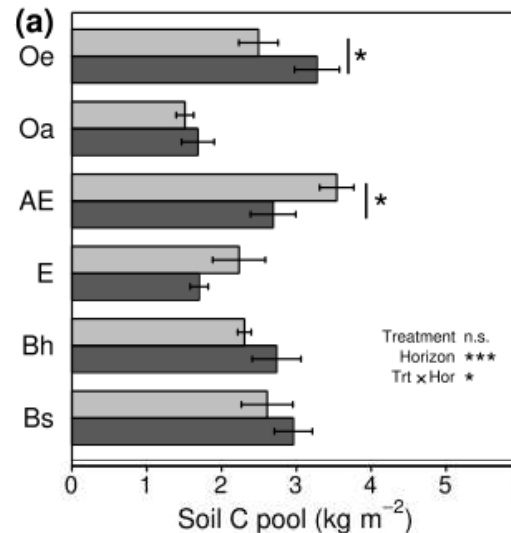 (a)
Oe
*
Oa
AE
*
E
Bh
Treatment n.s.
Horizon ***
Trt x Hor *
Bs
0 1 2 3 4 5
Soil C pool (kg m⁻²)